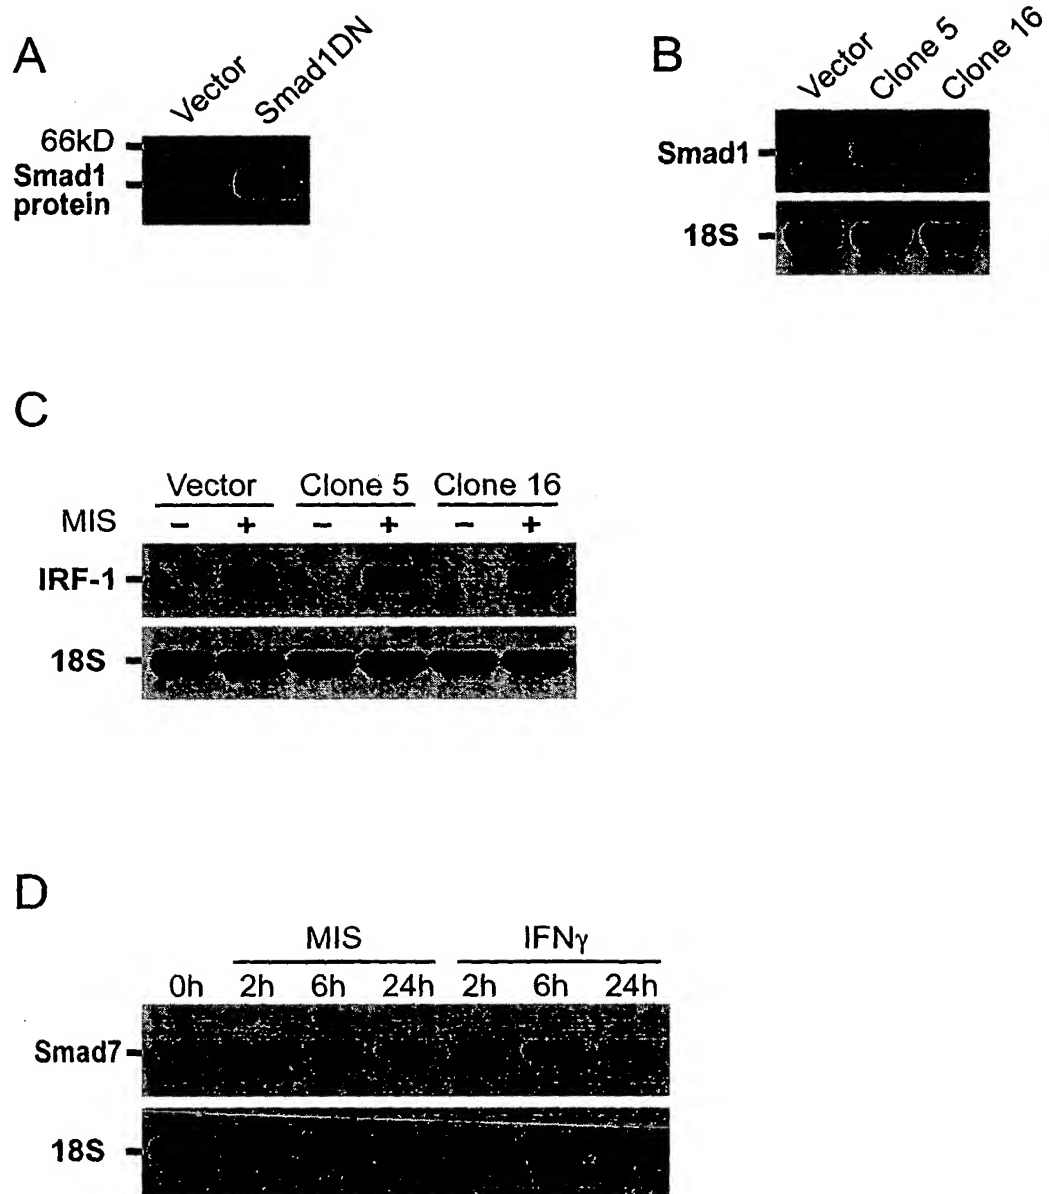 A
Vector Smad1DN
66kD
Smad1
protein
B
Vector Clone 5 Clone 16
Smad1
18S
C
Vector Clone 5 Clone 16
MIS − + − + − +
IRF-1
18S
D
MIS IFNγ
0h 2h 6h 24h 2h 6h 24h
Smad7
18S